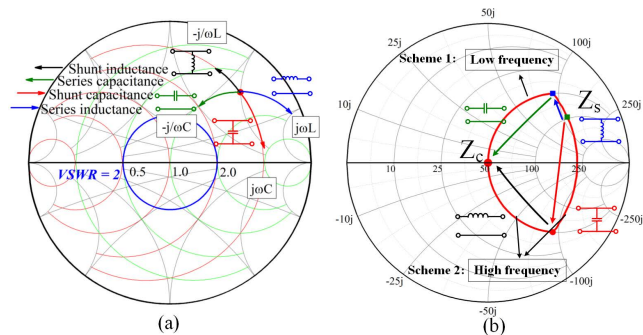 -j/ωL
Shunt inductance
Series capacitance
Shunt capacitance
Series inductance
-j/ωC
jωL
VSWR = 2
0.5
1.0
2.0
jωC
(a)
50j
25j
100j
10j
250j
-10j
-250j
-25j
-100j
-50j
Scheme 1:
Low frequency
Zs
Zc
50
100
250
Scheme 2:
High frequency
(b)